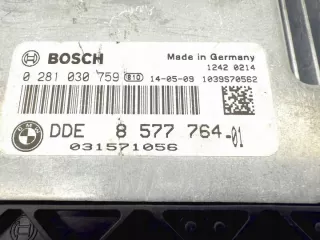 BOSCH Made in Germany
1242 0214
0 281 030 759 B10 14-05-09 1039S70562
DDE 8 577 764-01
031571056